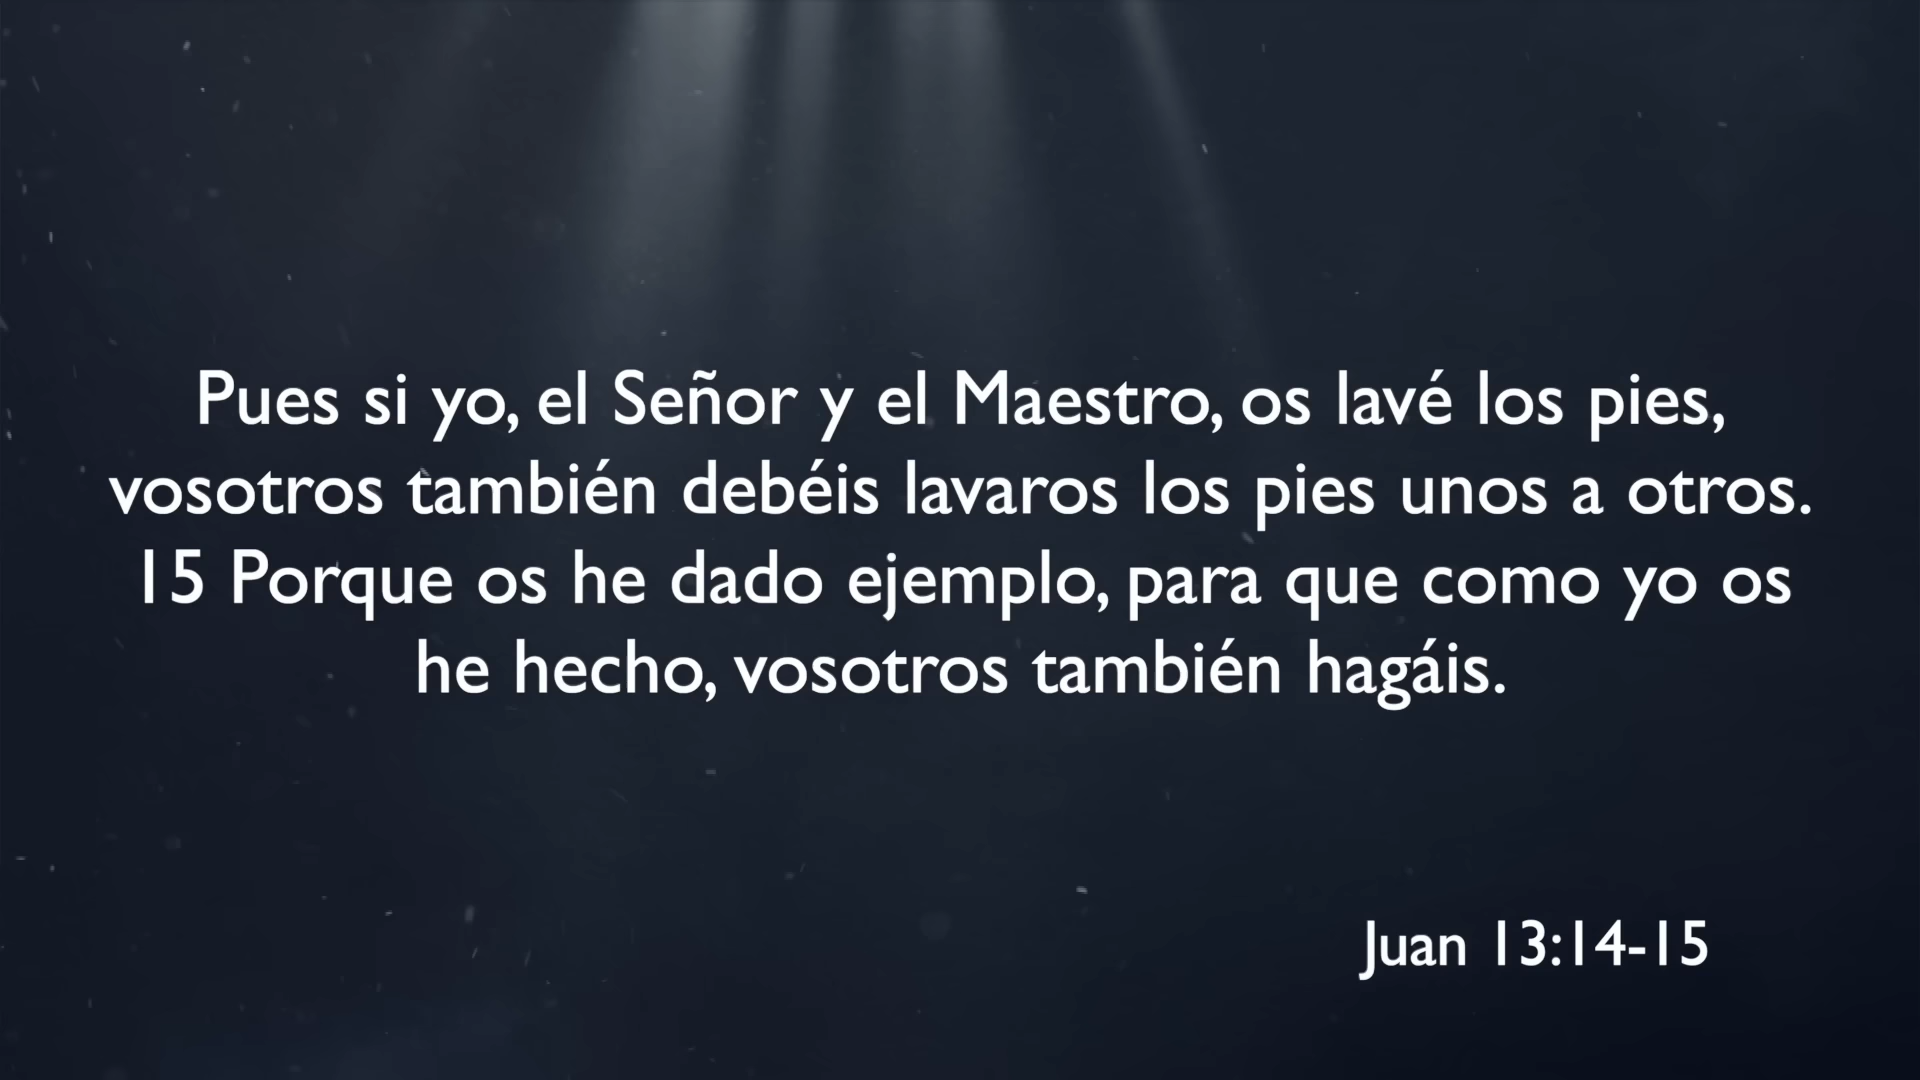 Pues si yo, el Señor y el Maestro, os lavé los pies,
vosotros también debéis lavaros los pies unos a otros.
15 Porque os he dado ejemplo, para que como yo os
he hecho, vosotros también hagáis.
Juan 13:14-15